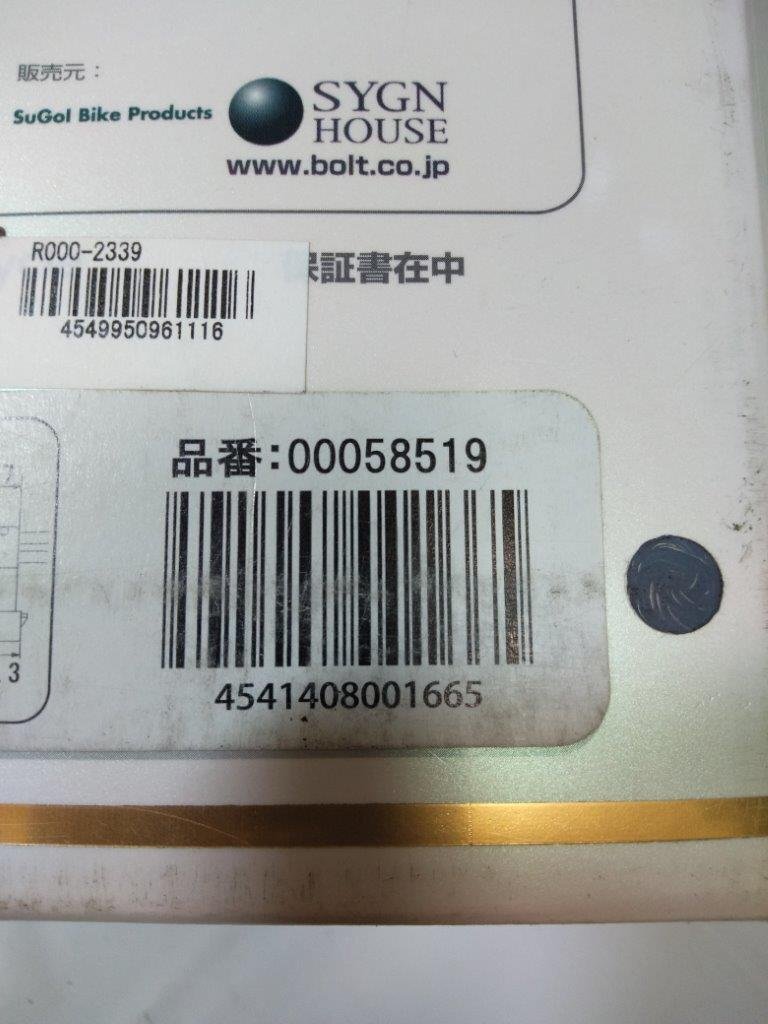 販売元：
SuGoI Bike Products
SYGN
HOUSE
www.bolt.co.jp
R000-2339
4549950961116
保証書在中
品番:00058519
4541408001665
3